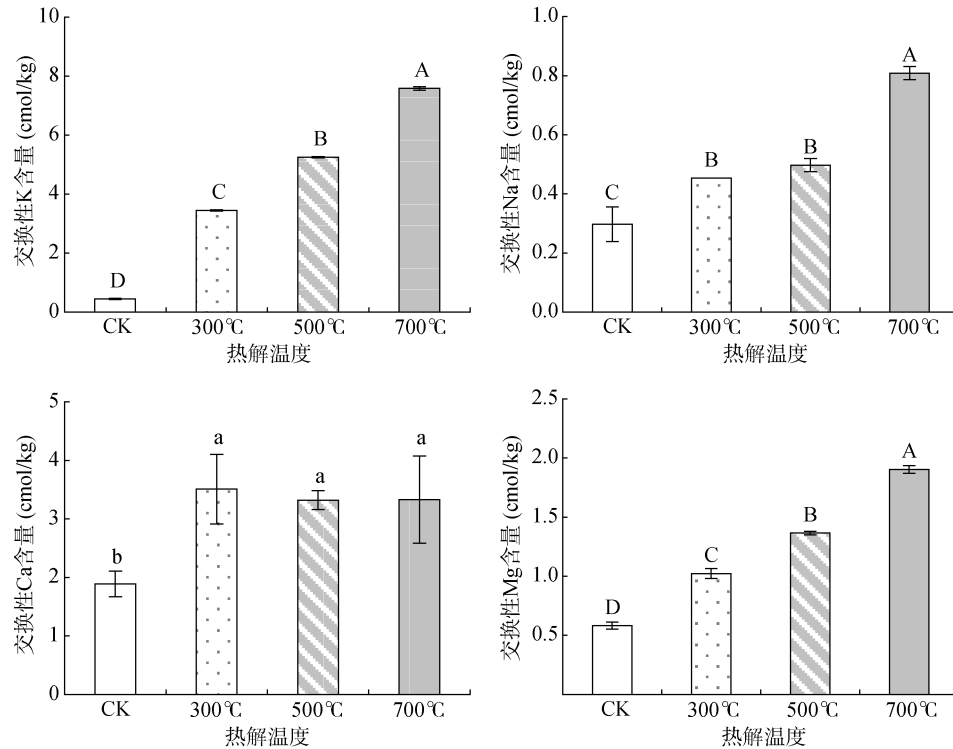 交换性K含量 (cmol/kg)
10
8
6
4
2
0
D
C
B
A
CK
300℃
500℃
700℃
热解温度
交换性Na含量 (cmol/kg)
1.0
0.8
0.6
0.4
0.2
0.0
C
B
B
A
CK
300℃
500℃
700℃
热解温度
交换性Ca含量 (cmol/kg)
5
4
3
2
1
0
b
a
a
a
CK
300℃
500℃
700℃
热解温度
交换性Mg含量 (cmol/kg)
2.5
2.0
1.5
1.0
0.5
D
C
B
A
CK
300℃
500℃
700℃
热解温度